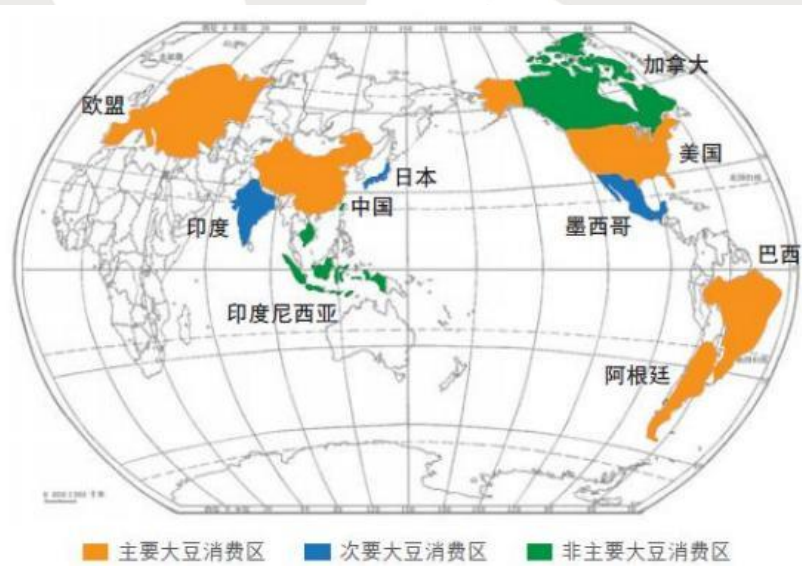 加拿大
欧盟
美国
日本
中国
印度
墨西哥
巴西
印度尼西亚
阿根廷
主要大豆消费区
次要大豆消费区
非主要大豆消费区